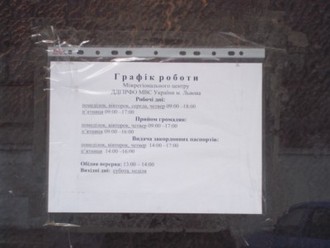 Графік роботи
Міжрегіонального центру
ДДГІРФО МВС України м. Львова
Робочі дні:
понеділок, вівторок, середа, четвер 09:00 - 18:00
п'ятниця 09:00 - 17:00
Прийом громадян:
понеділок, вівторок, четвер 09:00 - 17:00
п'ятниця 09:00 - 16:00
Видача закордонних паспортів:
понеділок, вівторок, четвер 14:00 - 17:00
п'ятниця 14:00 - 16:00
Обідня перерва: 13:00 - 14:00
Вихідні дні: субота, неділя